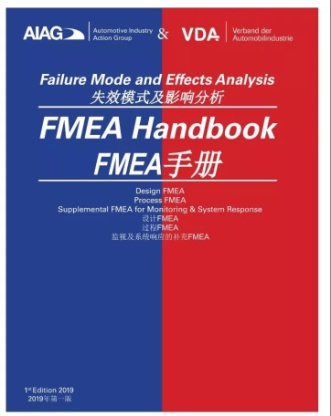 AIAG Automotive Industry Action Group & VDA Verband der Automobilindustrie
Failure Mode and Effects Analysis
失效模式及影响分析
FMEA Handbook
FMEA手册
Design FMEA
Process FMEA
Supplemental FMEA for Monitoring & System Response
设计FMEA
过程FMEA
监视及系统响应的补充FMEA
1st Edition 2019
2019年第一版